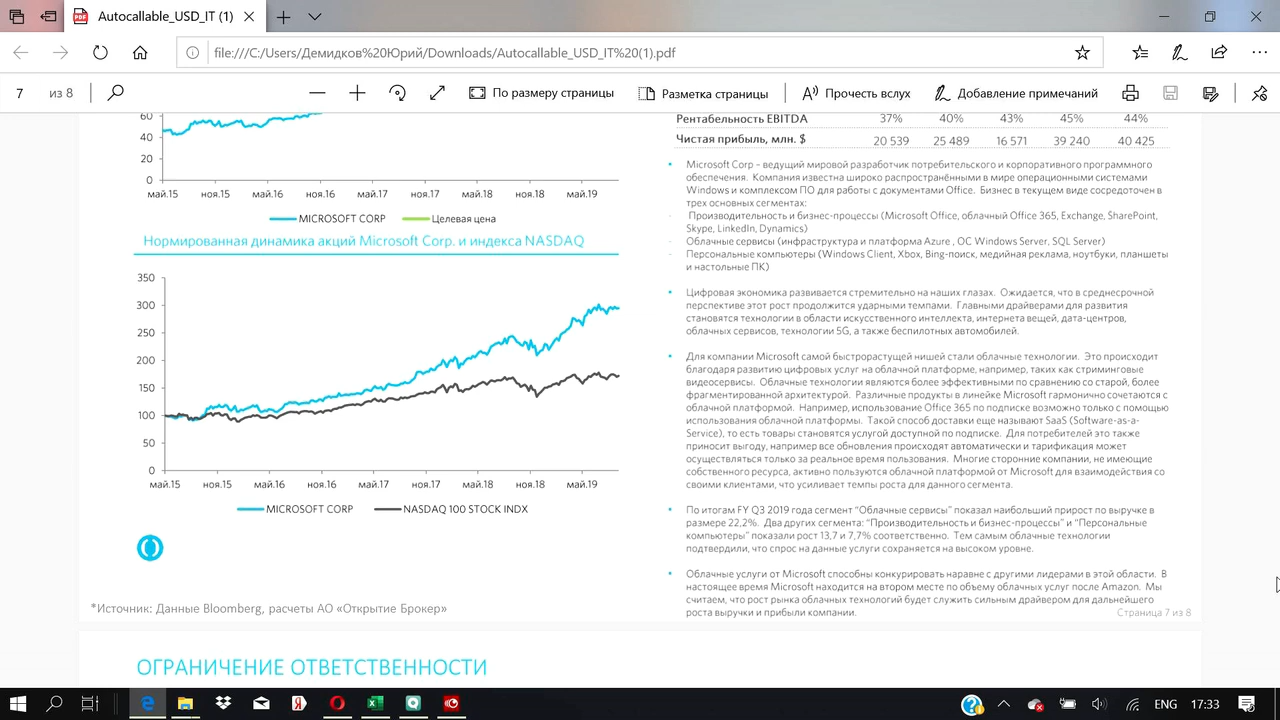 Autocallable_USD_IT (1)
file:///C:/Users/Демидков%20Юрий/Downloads/Autocallable_USD_IT%20(1).pdf
7 из 8
По размеру страницы
Разметка страницы
Прочесть вслух
Добавление примечаний
60
40
20
0
май.15 ноя.15 май.16 ноя.16 май.17 ноя.17 май.18 ноя.18 май.19
MICROSOFT CORP Целевая цена
Нормированная динамика акций Microsoft Corp. и индекса NASDAQ
350
300
250
200
150
100
50
0
май.15 ноя.15 май.16 ноя.16 май.17 ноя.17 май.18 ноя.18 май.19
MICROSOFT CORP NASDAQ 100 STOCK INDX
*Источник: Данные Bloomberg, расчеты АО «Открытие Брокер»
Рентабельность EBITDA 37% 40% 43% 45% 44%
Чистая прибыль, млн. $ 20 539 25 489 16 571 39 240 40 425
• Microsoft Corp – ведущий мировой разработчик потребительского и корпоративного программного
обеспечения. Компания известна широко распространёнными в мире операционными системами
Windows и комплексом ПО для работы с документами Office. Бизнес в текущем виде сосредоточен в
трех основных сегментах:
- Производительность и бизнес-процессы (Microsoft Office, облачный Office 365, Exchange, SharePoint,
Skype, LinkedIn, Dynamics)
- Облачные сервисы (инфраструктура и платформа Azure , ОС Windows Server, SQL Server)
- Персональные компьютеры (Windows Client, Xbox, Bing-поиск, медийная реклама, ноутбуки, планшеты
и настольные ПК)
• Цифровая экономика развивается стремительно на наших глазах. Ожидается, что в среднесрочной
перспективе этот рост продолжится ударными темпами. Главными драйверами для развития
становятся технологии в области искусственного интеллекта, интернета вещей, дата-центров,
облачных сервисов, технологии 5G, а также беспилотных автомобилей.
• Для компании Microsoft самой быстрорастущей нишей стали облачные технологии. Это происходит
благодаря развитию цифровых услуг на облачной платформе, например, таких как стриминговые
видеосервисы. Облачные технологии являются более эффективными по сравнению со старой, более
фрагментированной архитектурой. Различные продукты в линейке Microsoft гармонично сочетаются с
облачной платформой. Например, использование Office 365 по подписке возможно только с помощью
использования облачной платформы. Такой способ доставки еще называют SaaS (Software-as-a-
Service), то есть товары становятся услугой доступной по подписке. Для потребителей это также
приносит выгоду, например все обновления происходят автоматически и тарификация может
осуществляться только за реальное время пользования. Многие сторонние компании, не имеющие
собственного ресурса, активно пользуются облачной платформой от Microsoft для взаимодействия со
своими клиентами, что усиливает темпы роста для данного сегмента.
• По итогам FY Q3 2019 года сегмент "Облачные сервисы" показал наибольший прирост по выручке в
размере 22,2%. Два других сегмента: "Производительность и бизнес-процессы" и "Персональные
компьютеры" показали рост 13,7 и 7,7% соответственно. Тем самым облачные технологии
подтвердили, что спрос на данные услуги сохраняется на высоком уровне.
• Облачные услуги от Microsoft способны конкурировать наравне с другими лидерами в этой области. В
настоящее время Microsoft находится на втором месте по объему облачных услуг после Amazon. Мы
считаем, что рост рынка облачных технологий будет служить сильным драйвером для дальнейшего
роста выручки и прибыли компании.
Страница 7 из 8
ОГРАНИЧЕНИЕ ОТВЕТСТВЕННОСТИ
ENG 17:33